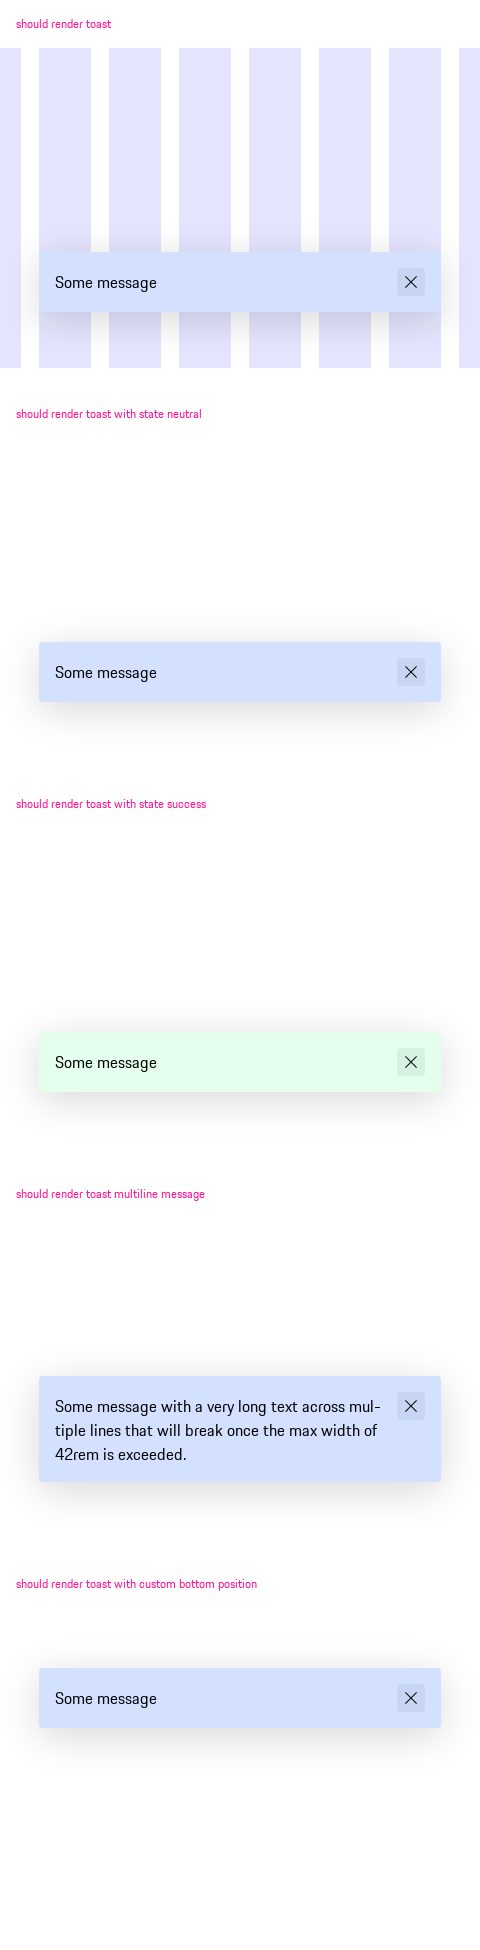 should render toast
Some message
should render toast with state neutral
Some message
should render toast with state success
Some message
should render toast multiline message
Some message with a very long text across mul-
tiple lines that will break once the max width of
42rem is exceeded.
should render toast with custom bottom position
Some message